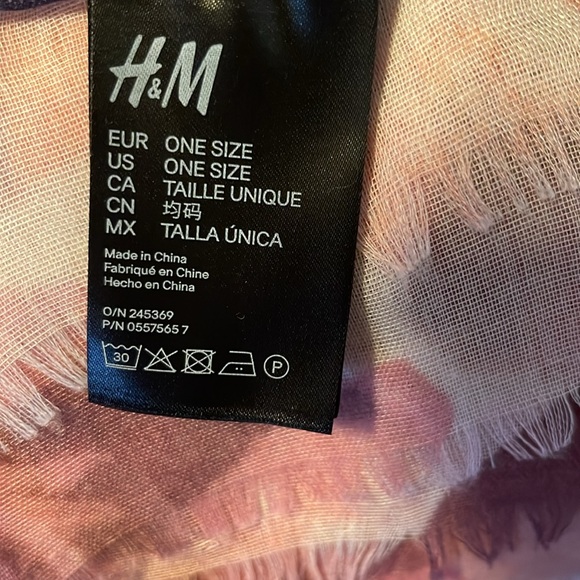 H&M
EUR ONE SIZE
US ONE SIZE
CA TAILLE UNIQUE
CN 均码
MX TALLA ÚNICA
Made in China
Fabriqué en Chine
Hecho en China
O/N 245369
P/N 0557565 7
30 P